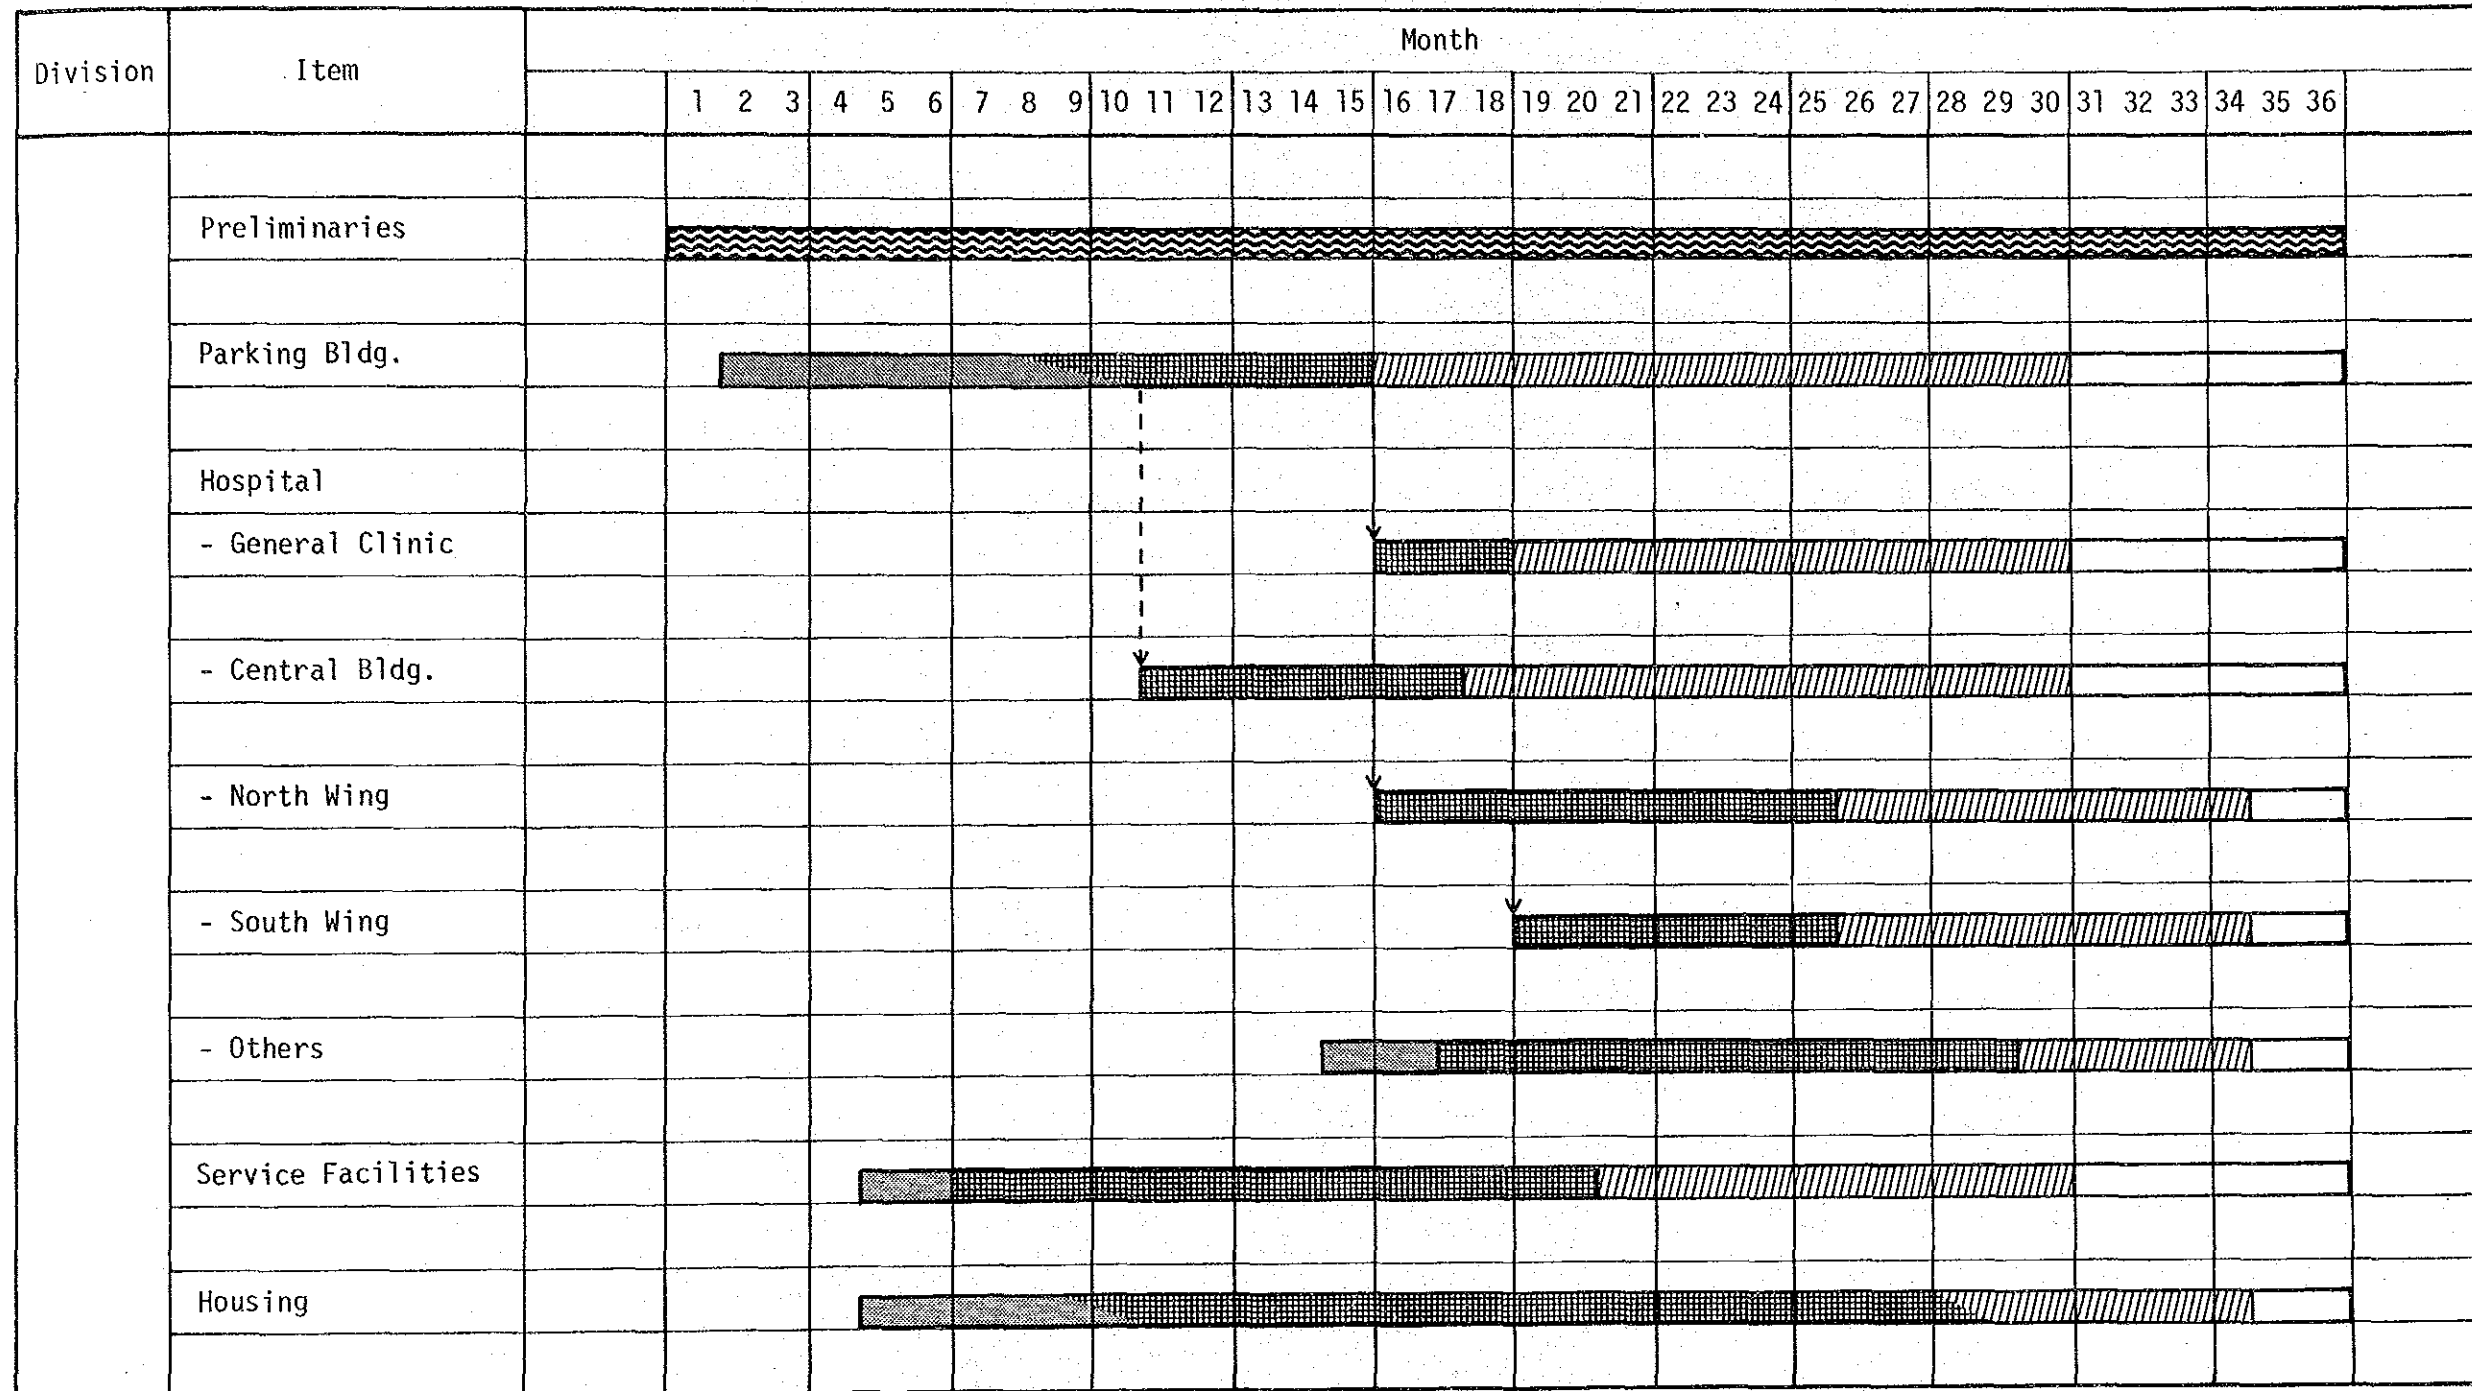 Month
Division Item
1 2 3 4 5 6 7 8 9 10 11 12 13 14 15 16 17 18 19 20 21 22 23 24 25 26 27 28 29 30 31 32 33 34 35 36
Preliminaries
Parking Bldg.
Hospital
- General Clinic
- Central Bldg.
- North Wing
- South Wing
- Others
Service Facilities
Housing